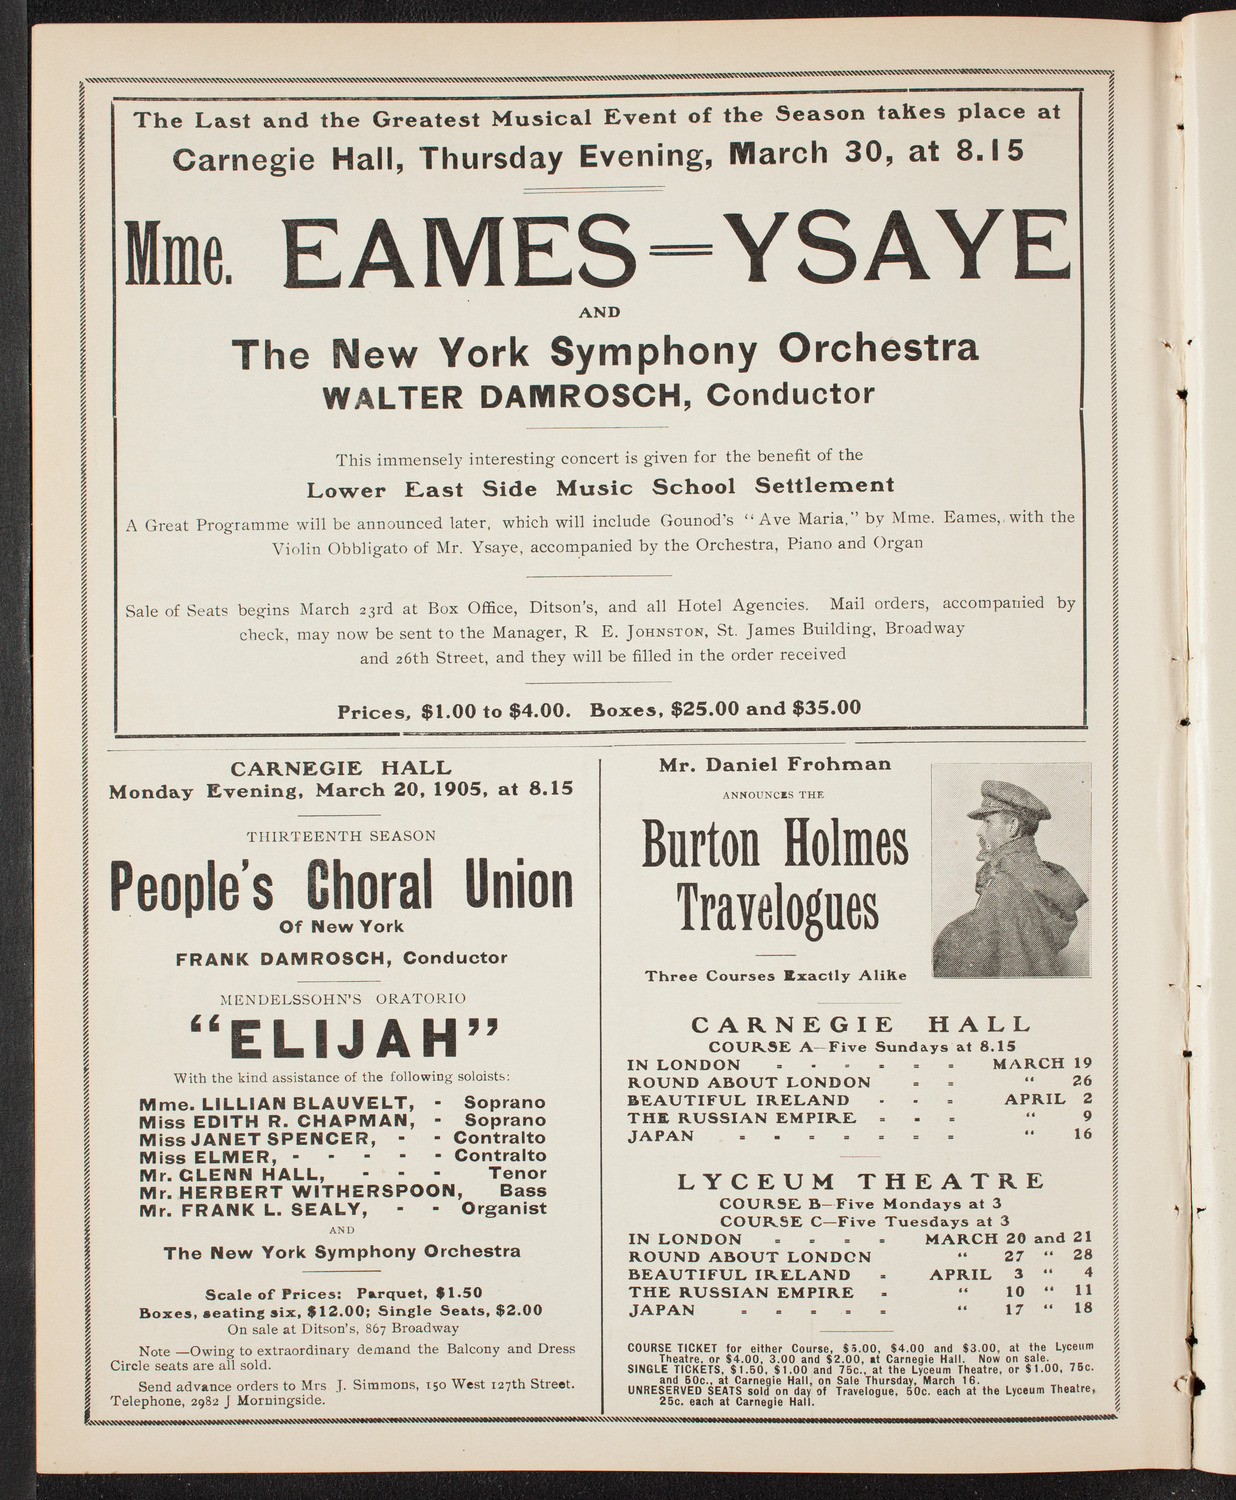 The Last and the Greatest Musical Event of the Season takes place at
Carnegie Hall, Thursday Evening, March 30, at 8.15
Mme. EAMES=YSAYE
AND
The New York Symphony Orchestra
WALTER DAMROSCH, Conductor
This immensely interesting concert is given for the benefit of the
Lower East Side Music School Settlement
A Great Programme will be announced later, which will include Gounod's "Ave Maria," by Mme. Eames, with the
Violin Obbligato of Mr. Ysaye, accompanied by the Orchestra, Piano and Organ
Sale of Seats begins March 23rd at Box Office, Ditson's, and all Hotel Agencies. Mail orders, accompanied by
check, may now be sent to the Manager, R E. JOHNSTON, St. James Building, Broadway
and 26th Street, and they will be filled in the order received
Prices, $1.00 to $4.00. Boxes, $25.00 and $35.00
CARNEGIE HALL
Monday Evening, March 20, 1905, at 8.15
THIRTEENTH SEASON
People's Choral Union
Of New York
FRANK DAMROSCH, Conductor
MENDELSSOHN'S ORATORIO
"ELIJAH"
With the kind assistance of the following soloists:
Mme. LILLIAN BLAUVELT, - Soprano
Miss EDITH R. CHAPMAN, - Soprano
Miss JANET SPENCER, - - Contralto
Miss ELMER, - - - - - Contralto
Mr. GLENN HALL, - - - Tenor
Mr. HERBERT WITHERSPOON, Bass
Mr. FRANK L. SEALY, - - Organist
AND
The New York Symphony Orchestra
Scale of Prices: Parquet, $1.50
Boxes, seating six, $12.00; Single Seats, $2.00
On sale at Ditson's, 867 Broadway
Note —Owing to extraordinary demand the Balcony and Dress
Circle seats are all sold.
Send advance orders to Mrs J. Simmons, 150 West 127th Street.
Telephone, 2982 J Morningside.
Mr. Daniel Frohman
ANNOUNCES THE
Burton Holmes
Travelogues
Three Courses Exactly Alike
CARNEGIE HALL
COURSE A—Five Sundays at 8.15
IN LONDON - - - - - - MARCH 19
ROUND ABOUT LONDON - - " 26
BEAUTIFUL IRELAND - - - APRIL 2
THE RUSSIAN EMPIRE - - - " 9
JAPAN - - - - - - - " 16
LYCEUM THEATRE
COURSE B—Five Mondays at 3
COURSE C—Five Tuesdays at 3
IN LONDON - - - - - MARCH 20 and 21
ROUND ABOUT LONDON " 27 " 28
BEAUTIFUL IRELAND - APRIL 3 " 4
THE RUSSIAN EMPIRE - " 10 " 11
JAPAN - - - - - " 17 " 18
COURSE TICKET for either Course, $5.00, $4.00 and $3.00, at the Lyceum
Theatre, or $4.00, 3.00 and $2.00, at Carnegie Hall. Now on sale.
SINGLE TICKETS, $1.50, $1.00 and 75c., at the Lyceum Theatre, or $1.00, 75c.
and 50c., at Carnegie Hall, on Sale Thursday, March 16.
UNRESERVED SEATS sold on day of Travelogue, 50c. each at the Lyceum Theatre,
25c. each at Carnegie Hall.